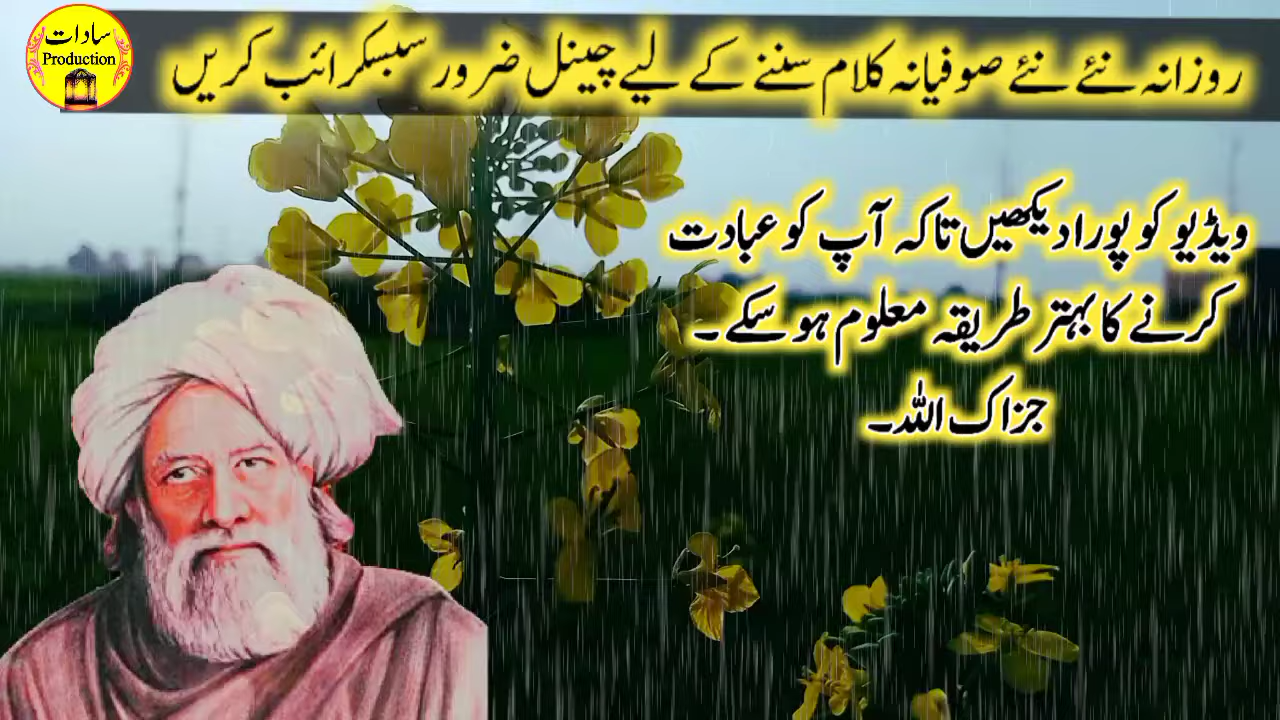 سادات
Production
روزانہ نئے نئے صوفیانہ کلام سننے کے لیے چینل ضرور سبسکرائب کریں
ویڈیو کو پورا دیکھیں تاکہ آپ کو عبادت
کرنے کا بہتر طریقہ معلوم ہو سکے۔
جزاک اللہ۔